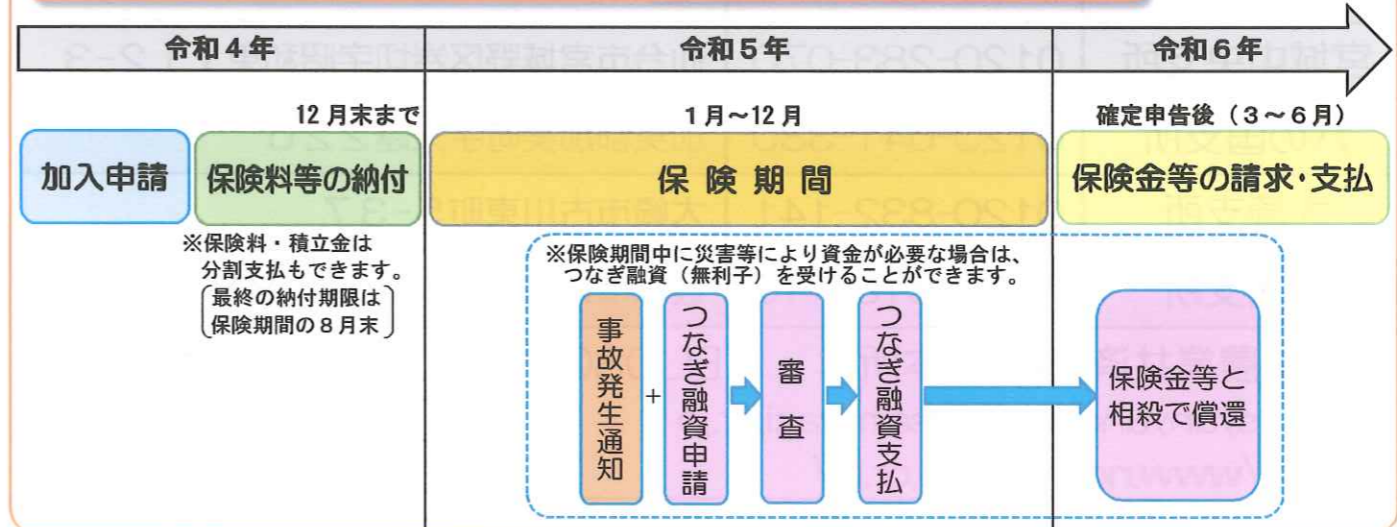 令和４年
令和５年
令和６年
12月末まで
１月～12月
確定申告後（３～６月）
加入申請
保険料等の納付
保険期間
保険金等の請求・支払
※保険料・積立金は
分割支払もできます。
最終の納付期限は
保険期間の８月末
※保険期間中に災害等により資金が必要な場合は、
つなぎ融資（無利子）を受けることができます。
事故発生通知
+
つなぎ融資申請
審査
つなぎ融資支払
保険金等と
相殺で償還